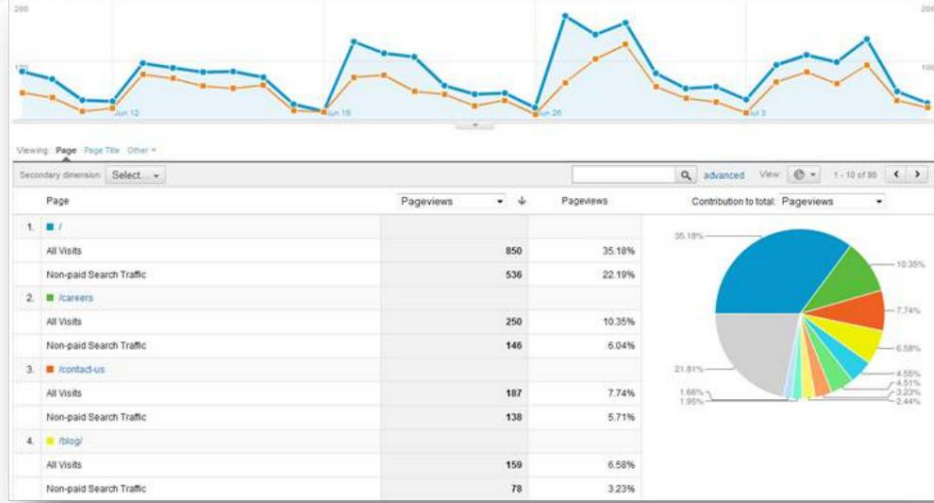 200 200
100 100
Jun 12 Jun 19 Jun 26 Jul 3
Viewing: Page Page Title Other
Secondary dimension: Select... advanced View: 1 - 10 of 95
Page Pageviews Pageviews Contribution to total: Pageviews
1. /
All Visits 850 35.18%
Non-paid Search Traffic 536 22.19%
2. /careers
All Visits 250 10.35%
Non-paid Search Traffic 146 6.04%
3. /contact-us
All Visits 187 7.74%
Non-paid Search Traffic 138 5.71%
4. /blog/
All Visits 159 6.58%
Non-paid Search Traffic 78 3.23%
35.18%
10.35%
7.74%
6.58%
4.55%
4.51%
3.23%
2.44%
21.81%
1.66%
1.95%